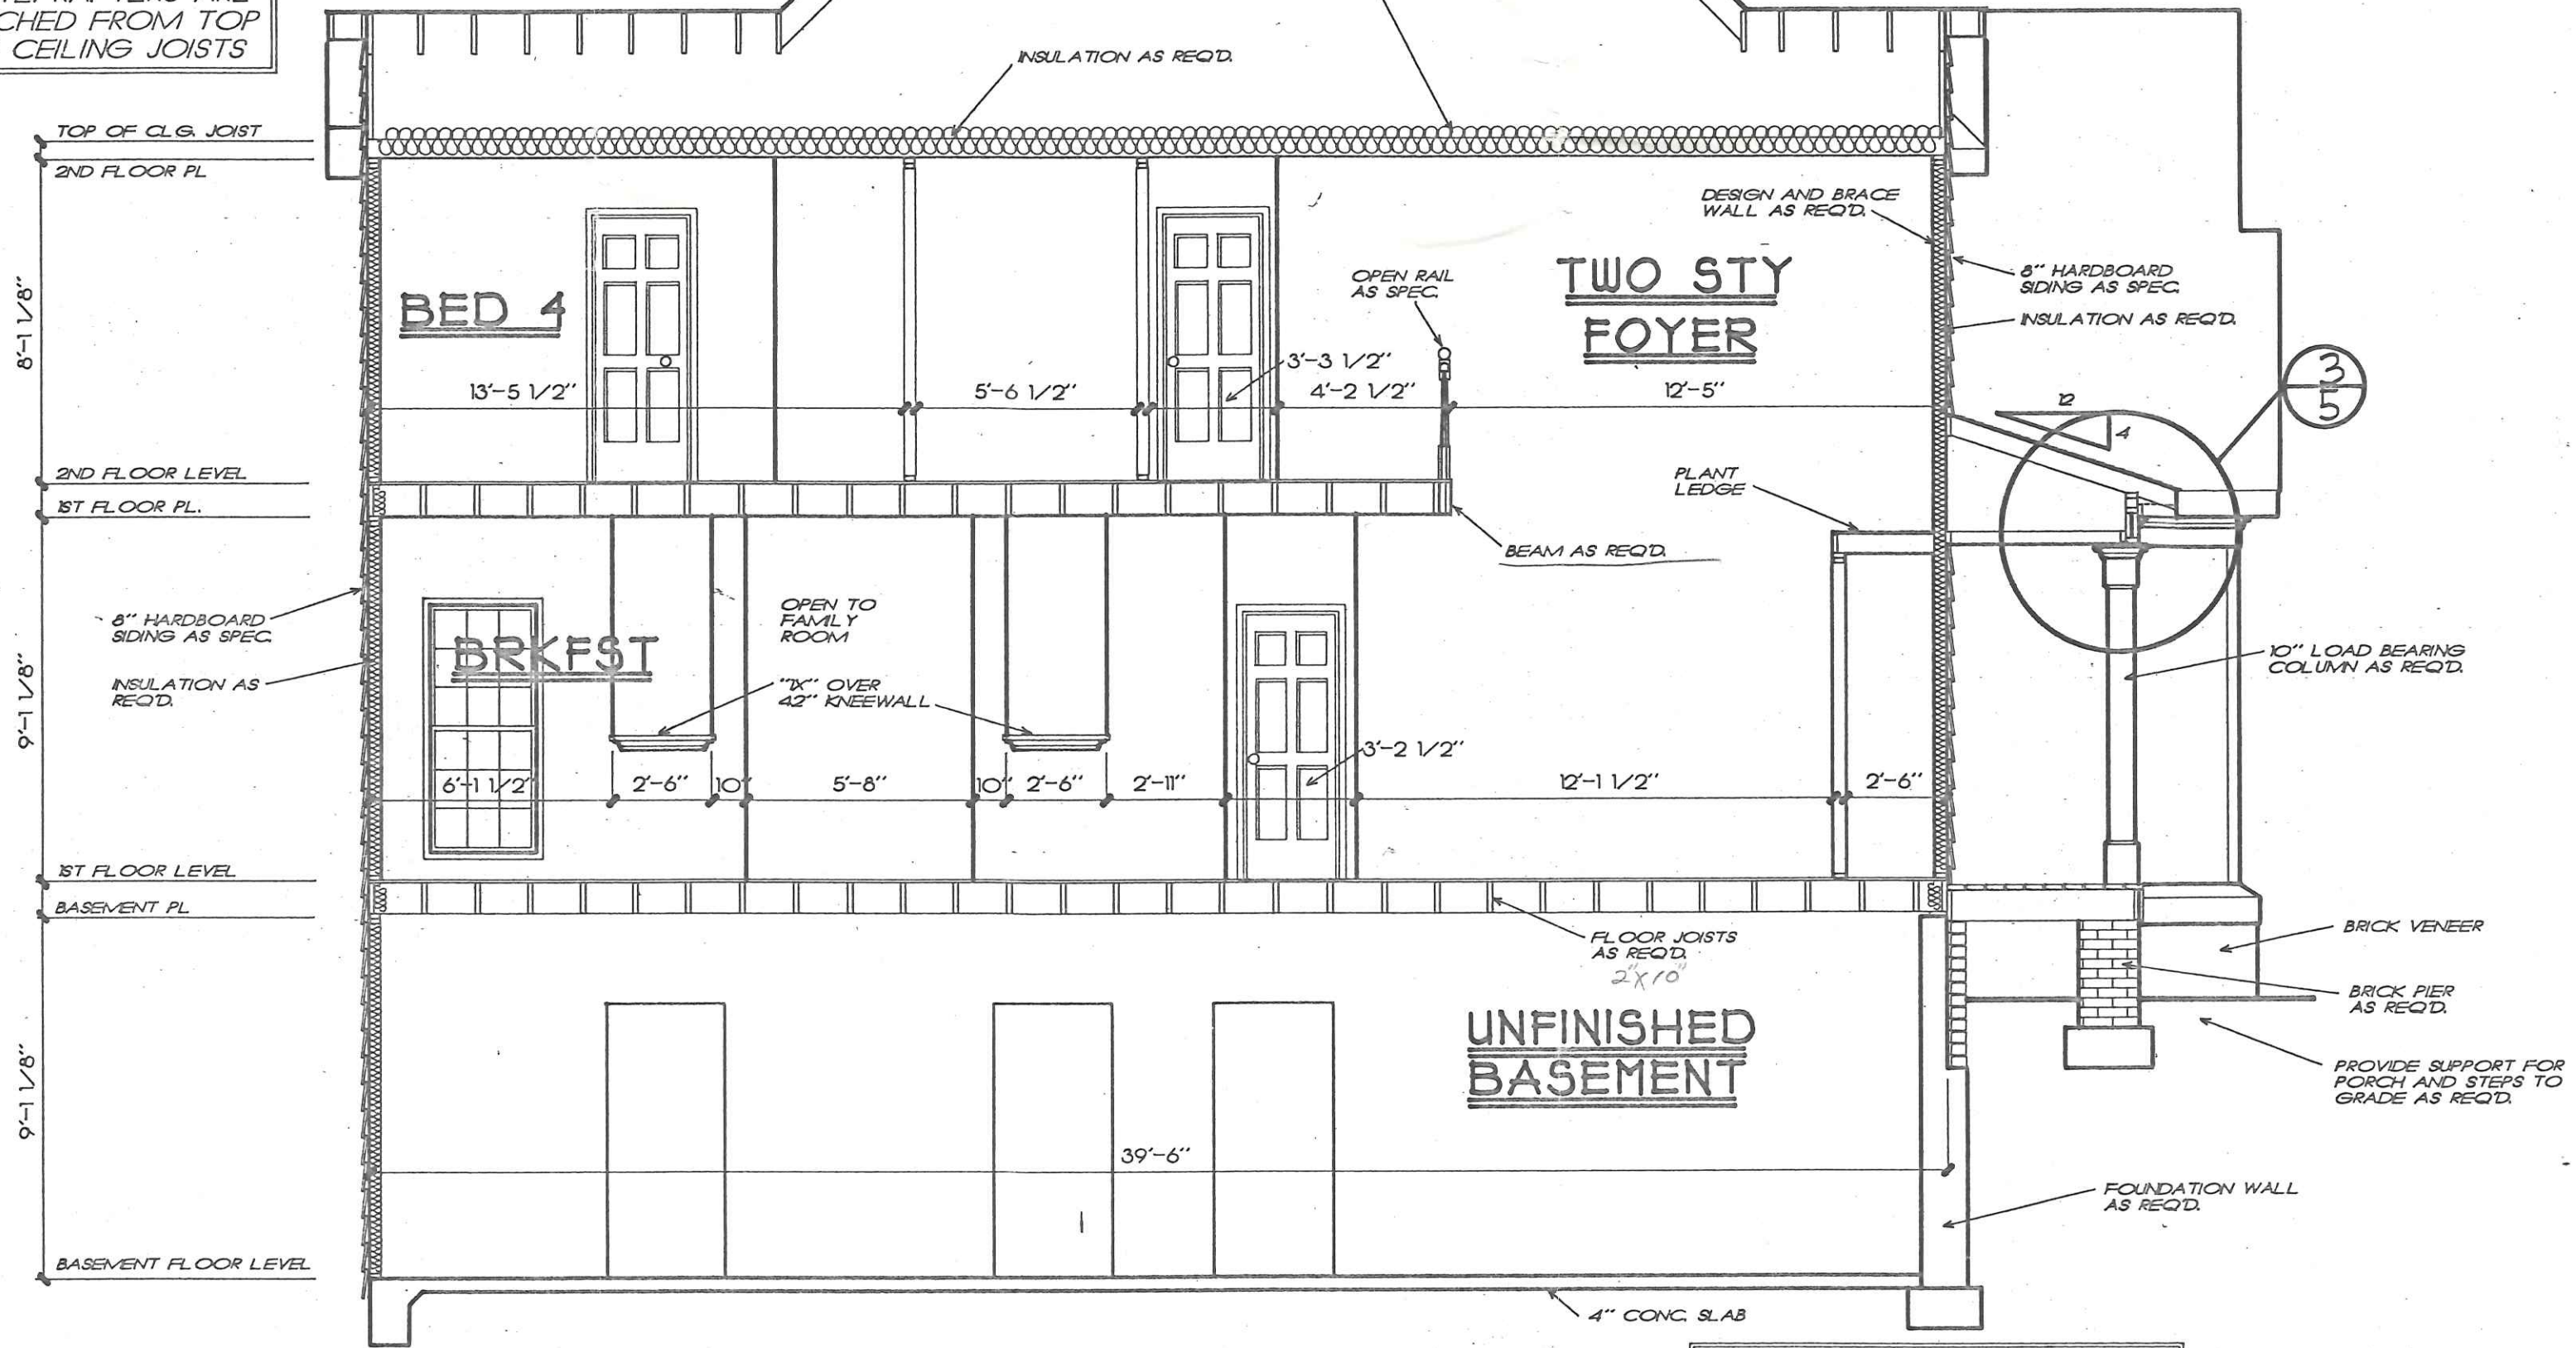 CHED FROM TOP
CEILING JOISTS
INSULATION AS REQ'D.
TOP OF CLG. JOIST
2ND FLOOR PL
8'-1 1/8"
2ND FLOOR LEVEL
1ST FLOOR PL.
9'-1 1/8"
1ST FLOOR LEVEL
BASEMENT PL
9'-1 1/8"
BASEMENT FLOOR LEVEL
8" HARDBOARD
SIDING AS SPEC.
INSULATION AS
REQ'D.
BED 4
13'-5 1/2"
5'-6 1/2"
3'-3 1/2"
4'-2 1/2"
12'-5"
OPEN RAIL
AS SPEC.
TWO STY
FOYER
DESIGN AND BRACE
WALL AS REQ'D.
8" HARDBOARD
SIDING AS SPEC.
INSULATION AS REQ'D.
3
5
12
4
PLANT
LEDGE
BEAM AS REQ'D.
BRKFST
OPEN TO
FAMILY
ROOM
"1X" OVER
42" KNEEWALL
6'-1 1/2"
2'-6"
10"
5'-8"
10"
2'-6"
2'-11"
3'-2 1/2"
12'-1 1/2"
2'-6"
10" LOAD BEARING
COLUMN AS REQ'D.
FLOOR JOISTS
AS REQ'D.
2"x10"
BRICK VENEER
BRICK PIER
AS REQ'D.
PROVIDE SUPPORT FOR
PORCH AND STEPS TO
GRADE AS REQ'D.
UNFINISHED
BASEMENT
39'-6"
FOUNDATION WALL
AS REQ'D.
4" CONC. SLAB